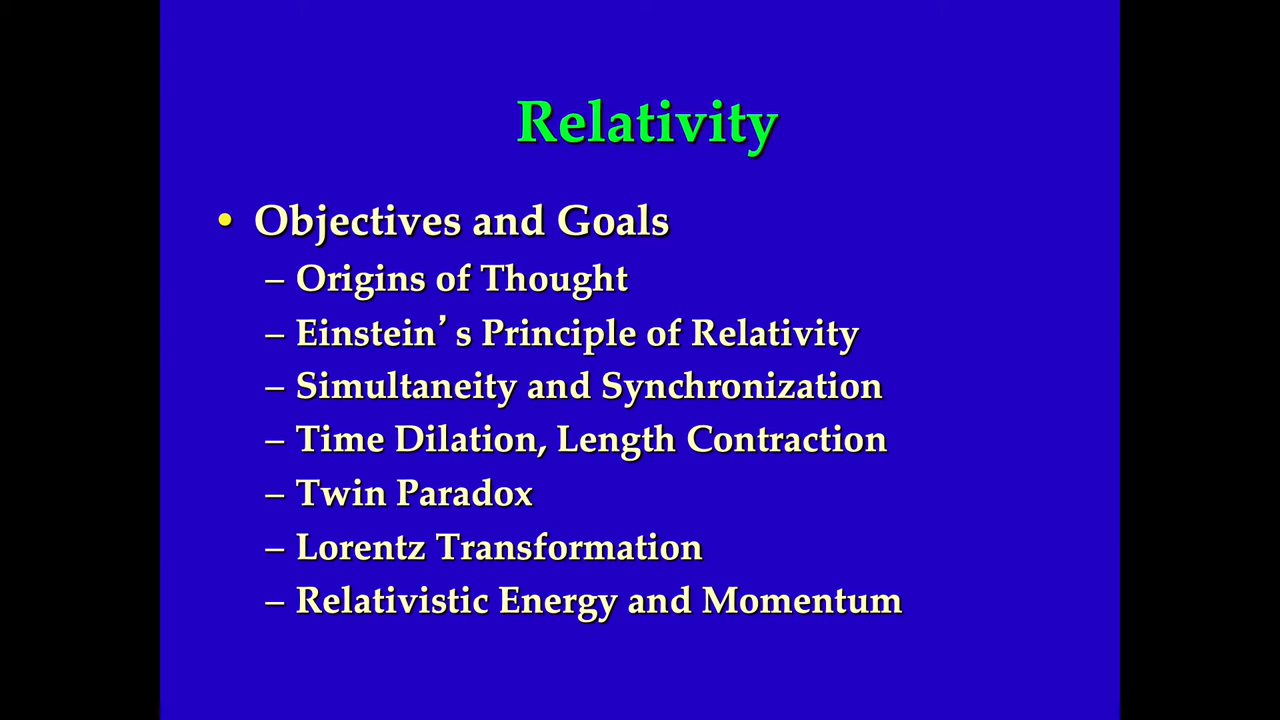 Relativity
• Objectives and Goals
– Origins of Thought
– Einstein’s Principle of Relativity
– Simultaneity and Synchronization
– Time Dilation, Length Contraction
– Twin Paradox
– Lorentz Transformation
– Relativistic Energy and Momentum